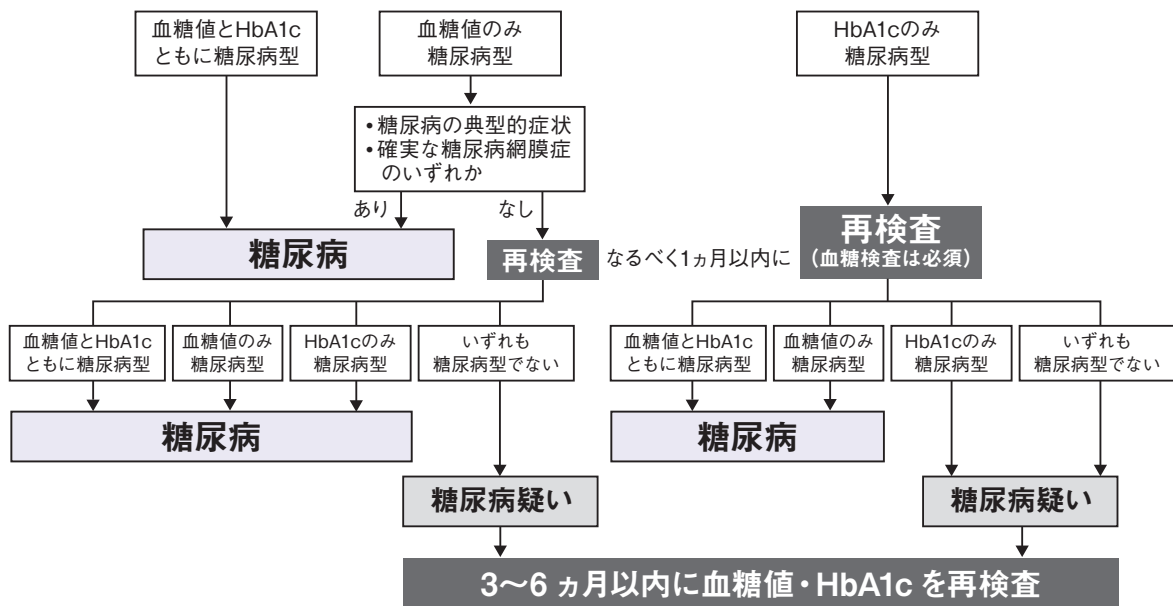 血糖値とHbA1c
ともに糖尿病型
血糖値のみ
糖尿病型
HbA1cのみ
糖尿病型
•糖尿病の典型的症状
•確実な糖尿病網膜症
のいずれか
あり
なし
糖尿病
再検査
なるべく1ヵ月以内に
再検査
(血糖検査は必須)
血糖値とHbA1c
ともに糖尿病型
血糖値のみ
糖尿病型
HbA1cのみ
糖尿病型
いずれも
糖尿病型でない
血糖値とHbA1c
ともに糖尿病型
血糖値のみ
糖尿病型
HbA1cのみ
糖尿病型
いずれも
糖尿病型でない
糖尿病
糖尿病
糖尿病疑い
糖尿病疑い
3〜6 ヵ月以内に血糖値・HbA1c を再検査